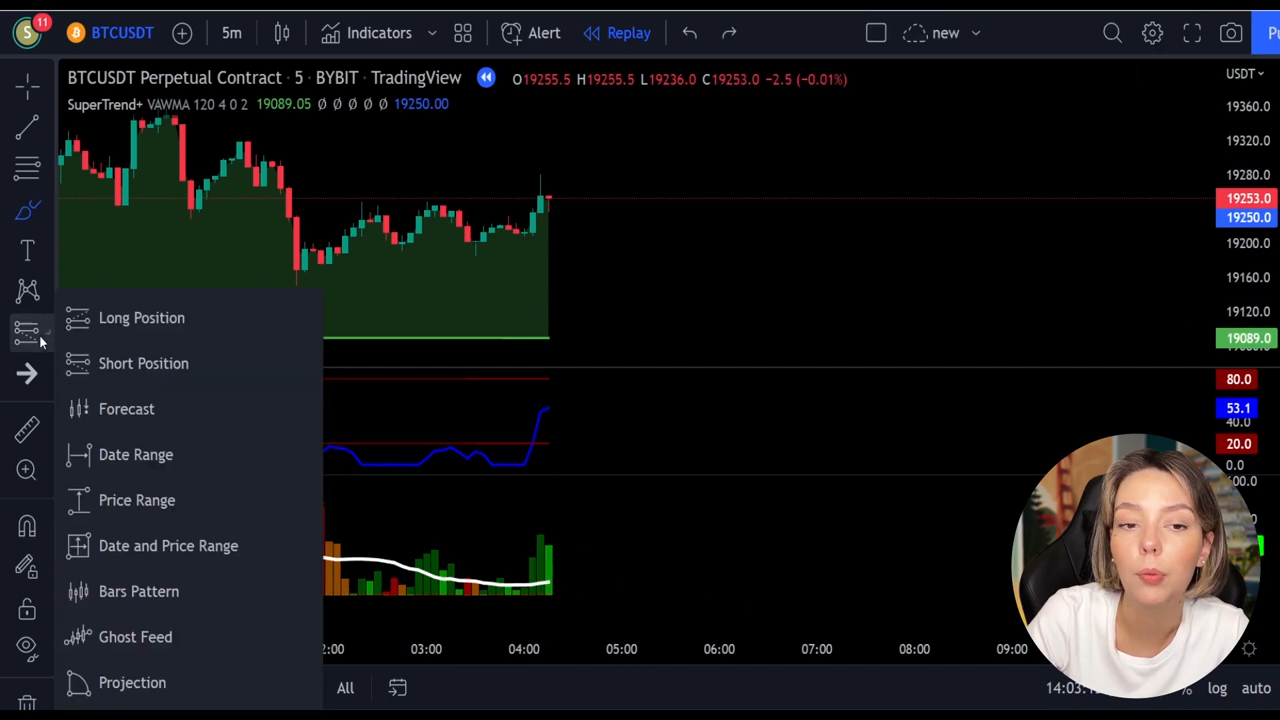 S
11
BTCUSDT
5m
Indicators
Alert
Replay
new
BTCUSDT Perpetual Contract · 5 · BYBIT · TradingView
O19255.5 H19255.5 L19236.0 C19253.0 −2.5 (−0.01%)
USDT
SuperTrend+ VAWMA 120 4 0 2 19089.05 Ø Ø Ø Ø Ø 19250.00
19360.0
19320.0
19280.0
19253.0
19250.0
19200.0
19160.0
19120.0
19089.0
80.0
53.1
40.0
20.0
0.0
Long Position
Short Position
Forecast
Date Range
Price Range
Date and Price Range
Bars Pattern
Ghost Feed
Projection
2:00
03:00
04:00
05:00
06:00
07:00
08:00
09:00
All
14:03:1
%
log
auto